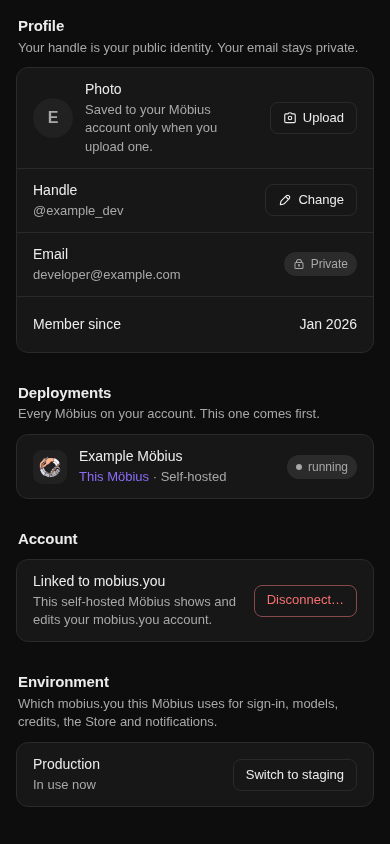 Profile
Your handle is your public identity. Your email stays private.
E
Photo
Saved to your Möbius
account only when you
upload one.
Upload
Handle
@example_dev
Change
Email
developer@example.com
Private
Member since
Jan 2026
Deployments
Every Möbius on your account. This one comes first.
Example Möbius
This Möbius · Self-hosted
running
Account
Linked to mobius.you
This self-hosted Möbius shows and
edits your mobius.you account.
Disconnect…
Environment
Which mobius.you this Möbius uses for sign-in, models,
credits, the Store and notifications.
Production
In use now
Switch to staging